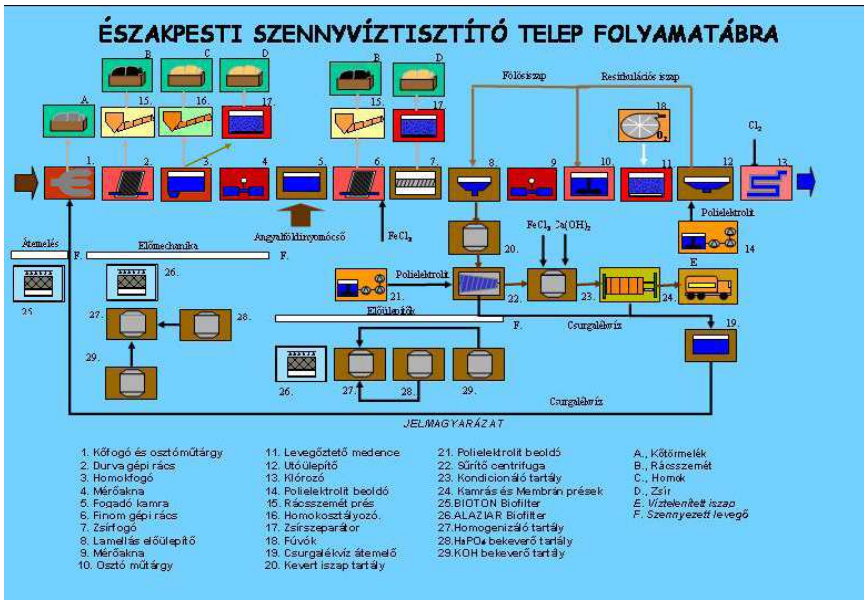 ÉSZAKPESTI SZENNYVÍZTISZTÍTÓ TELEP FOLYAMATÁBRA
B C D B D
A 15. 16. 17. 15. 17.
Fölösiszap Resirkulációs iszap
18 O₂ Cl₂
1. 2. 3. 4. 5. 6. 7. 8. 9. 10. 11 12 13.
Angyalföldinyomócső FeCl₃ Polielektrolit
Átemelés F. Előmechanika F. 20. FeCl₃ Ca(OH)₂ 14
25 26. Polielektrolit E
21. 22. 23. 24.
Előülepítők F. Csurgalékvíz 19.
27. 28.
29.
26. 27. 28. 29.
Csurgalékvíz
JELMAGYARÁZAT
1. Kőfogó és osztóműtárgy
2. Durva gépi rács
3. Homokfogó
4. Mérőakna
5. Fogadó kamra
6. Finom gépi rács
7. Zsírfogó
8. Lamellás előülepítő
9. Mérőakna
10. Osztó műtárgy
11. Levegőztető medence
12. Utóülepítő
13. Klórozó
14. Polielektrolit beoldó
15. Rácsszemét prés
16. Homokosztályozó.
17. Zsírszeparátor
18. Fúvók
19. Csurgalékvíz átemelő
20. Kevert iszap tartály
21. Polielektrolit beoldó
22. Sűrítő centrifuga
23. Kondicionáló tartály
24. Kamrás és Membrán prések
25.BIOTON Biofilter
26.ALAZIAR Biofilter
27.Homogenizáló tartály
28.H₃PO₄ bekeverő tartály
29.KOH bekeverő tartály
A., Kőtörmelék
B., Rácsszemét
C., Homok
D., Zsír
E. Víztelenített iszap
F. Szennyezett levegő